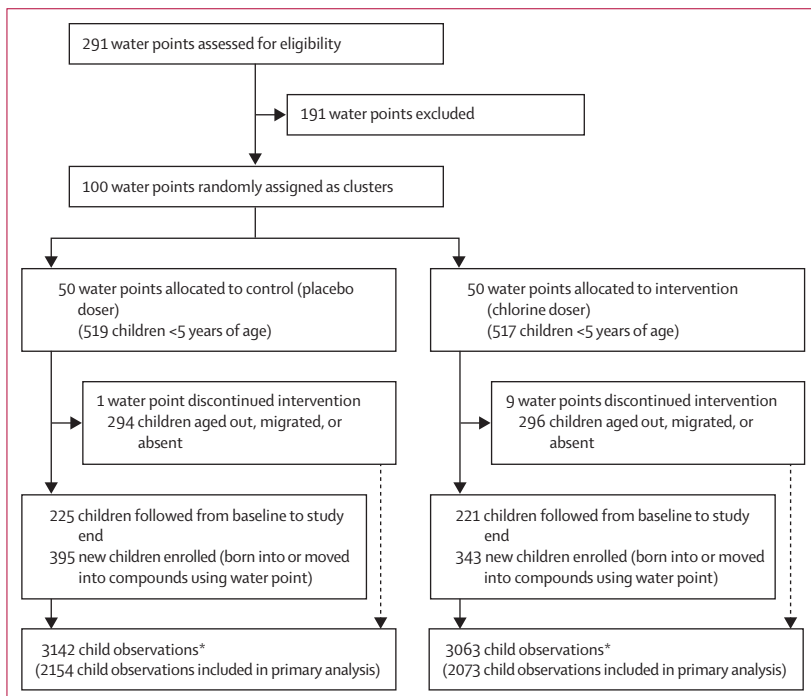 291 water points assessed for eligibility
191 water points excluded
100 water points randomly assigned as clusters
50 water points allocated to control (placebo
doser)
(519 children <5 years of age)
50 water points allocated to intervention
(chlorine doser)
(517 children <5 years of age)
1 water point discontinued intervention
294 children aged out, migrated, or
absent
9 water points discontinued intervention
296 children aged out, migrated, or
absent
225 children followed from baseline to study
end
395 new children enrolled (born into or moved
into compounds using water point)
221 children followed from baseline to study
end
343 new children enrolled (born into or moved
into compounds using water point)
3142 child observations*
(2154 child observations included in primary analysis)
3063 child observations*
(2073 child observations included in primary analysis)